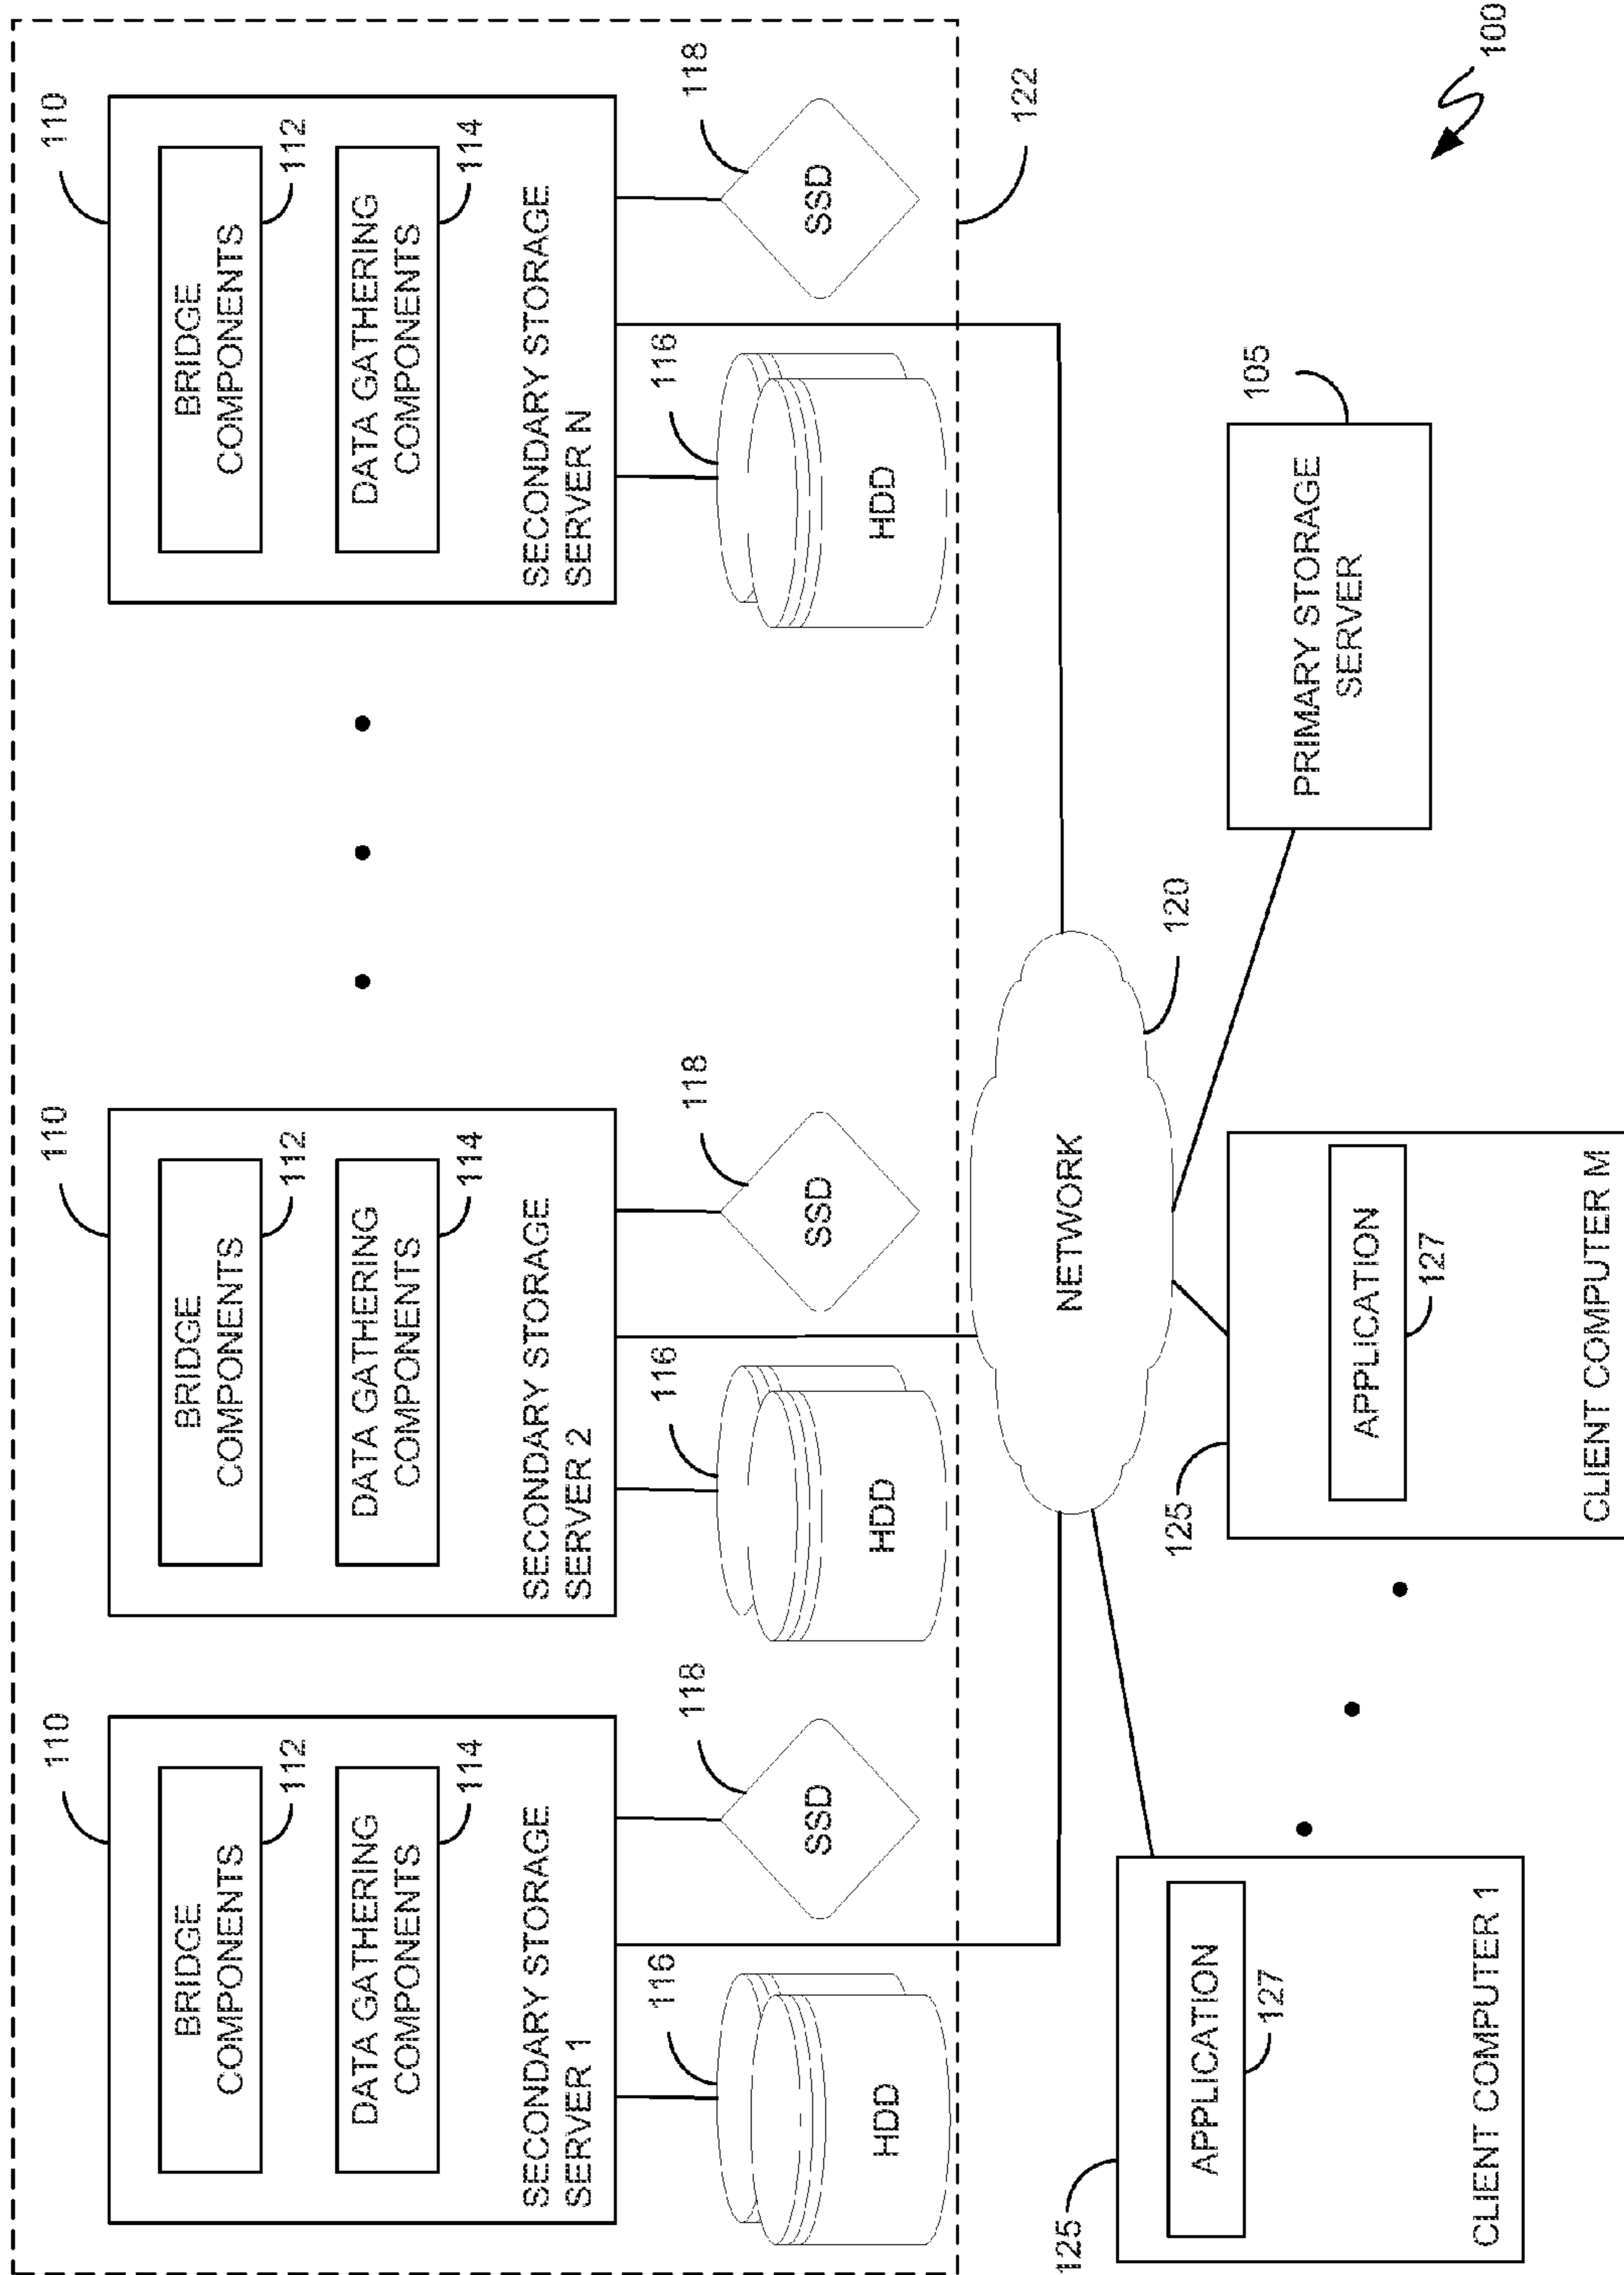 110
BRIDGE
COMPONENTS
112
DATA GATHERING
COMPONENTS
114
SECONDARY STORAGE
SERVER 1
116
HDD
118
SSD
110
BRIDGE
COMPONENTS
112
DATA GATHERING
COMPONENTS
114
SECONDARY STORAGE
SERVER 2
116
HDD
118
SSD
110
BRIDGE
COMPONENTS
112
DATA GATHERING
COMPONENTS
114
SECONDARY STORAGE
SERVER N
116
HDD
118
SSD
122
NETWORK
120
125
APPLICATION
127
CLIENT COMPUTER 1
125
APPLICATION
127
CLIENT COMPUTER M
PRIMARY STORAGE
SERVER
105
100